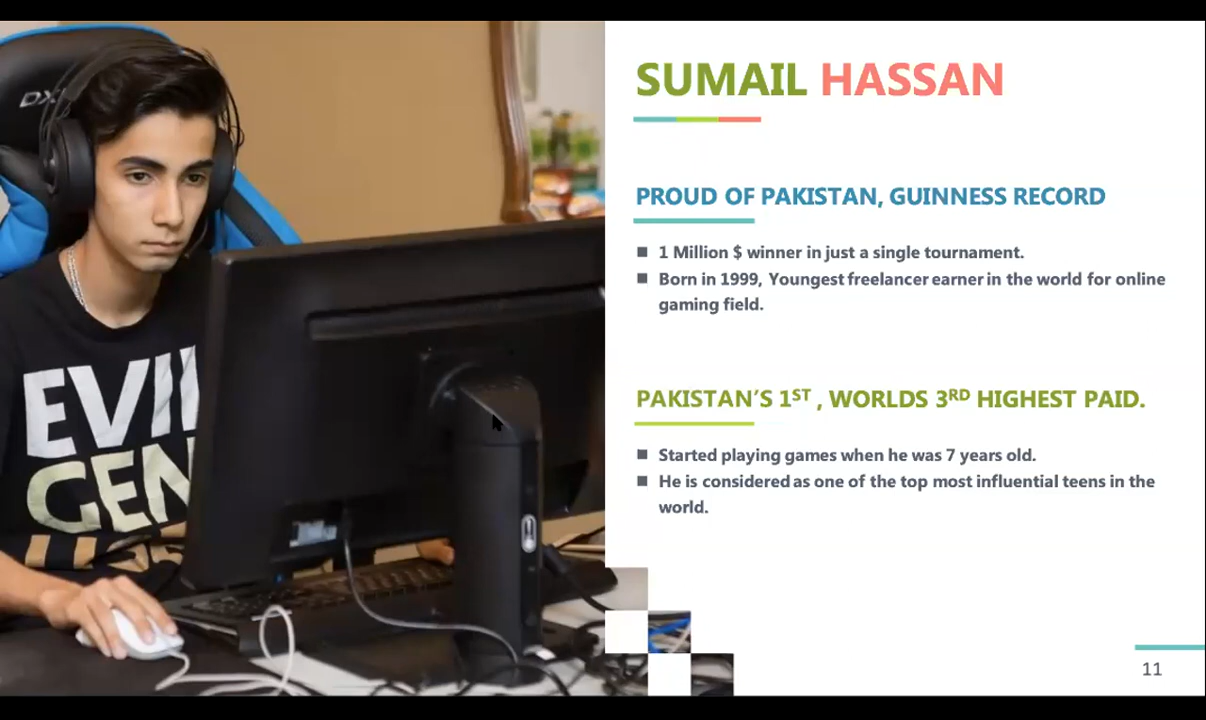 SUMAIL HASSAN
PROUD OF PAKISTAN, GUINNESS RECORD
1 Million $ winner in just a single tournament.
Born in 1999, Youngest freelancer earner in the world for online
gaming field.
PAKISTAN'S 1ST , WORLDS 3RD HIGHEST PAID.
Started playing games when he was 7 years old.
He is considered as one of the top most influential teens in the
world.
11
DX
EVIL
GEN